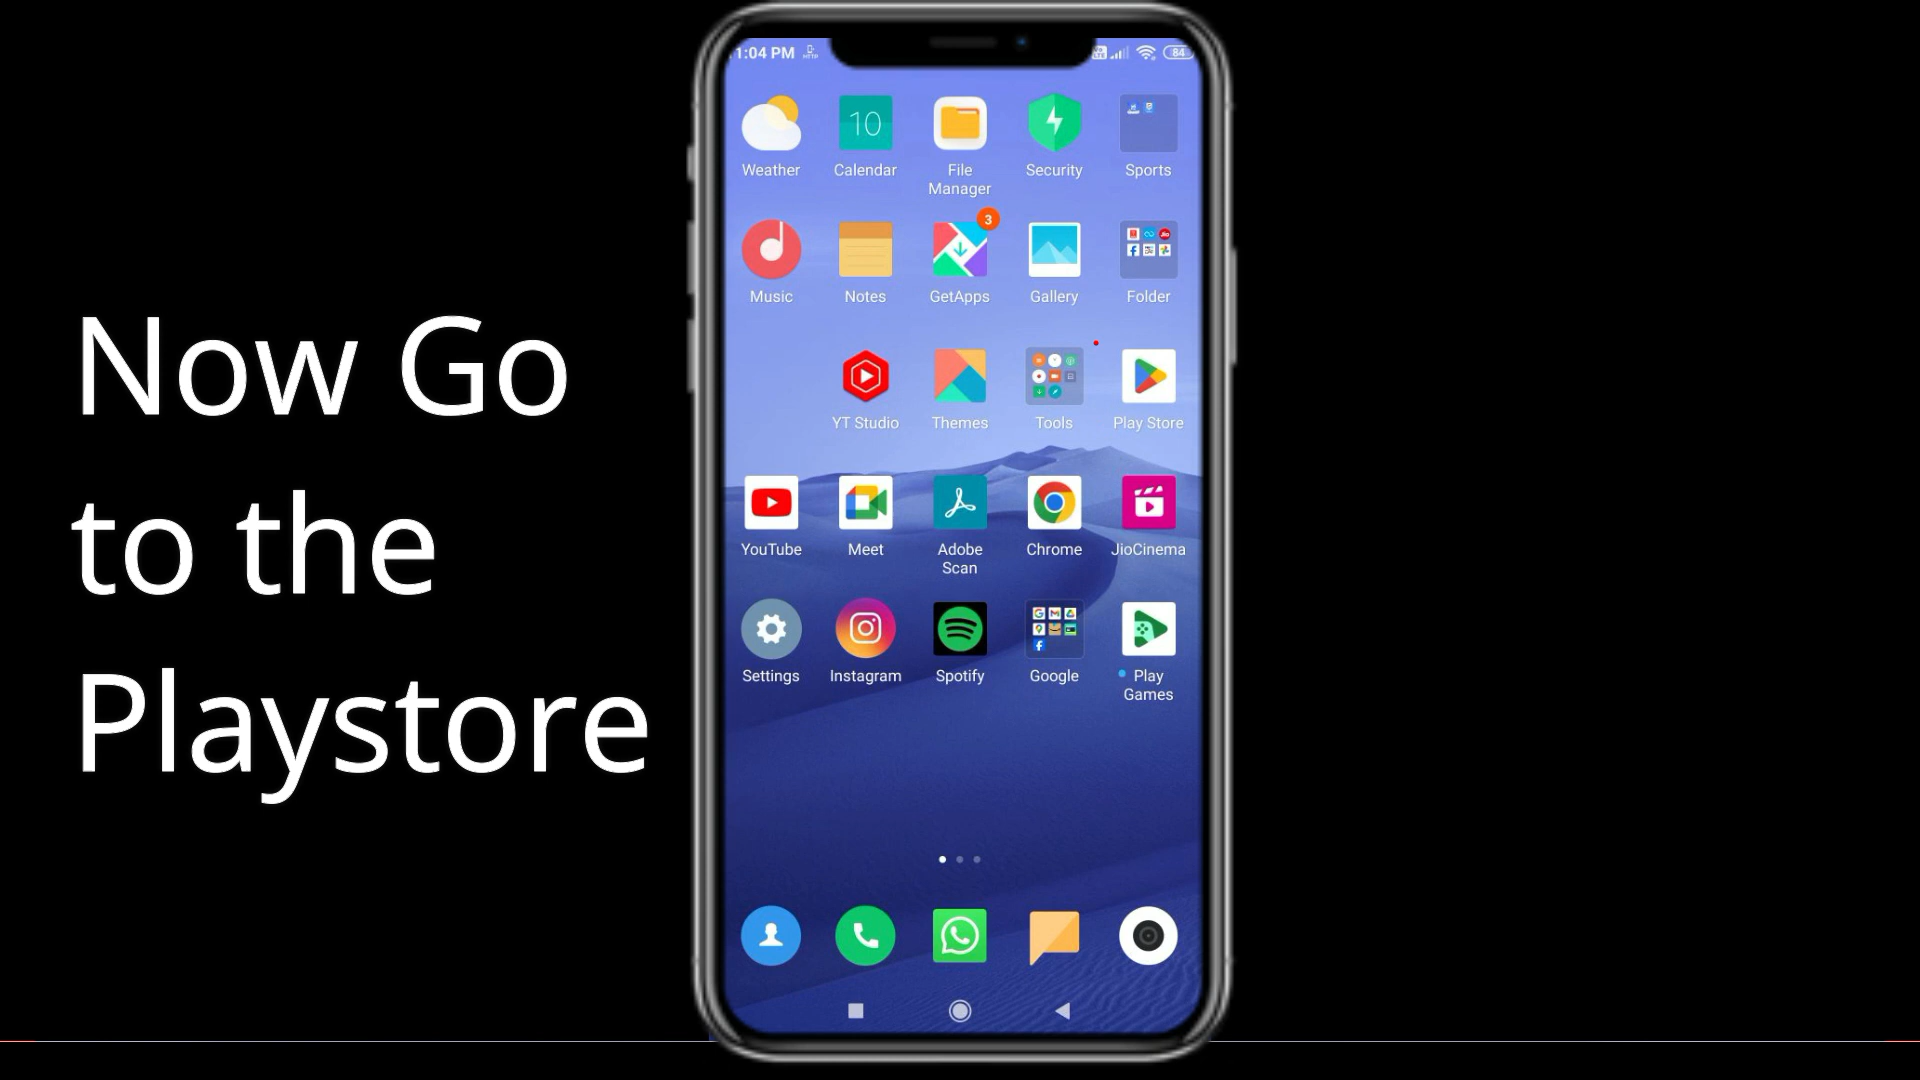 Now Go
to the
Playstore
1:04 PM
HTTP
84
10
Weather
Calendar
File
Manager
Security
Sports
3
Music
Notes
GetApps
Gallery
Folder
YT Studio
Themes
Tools
Play Store
YouTube
Meet
Adobe
Scan
Chrome
JioCinema
Settings
Instagram
Spotify
Google
Play
Games